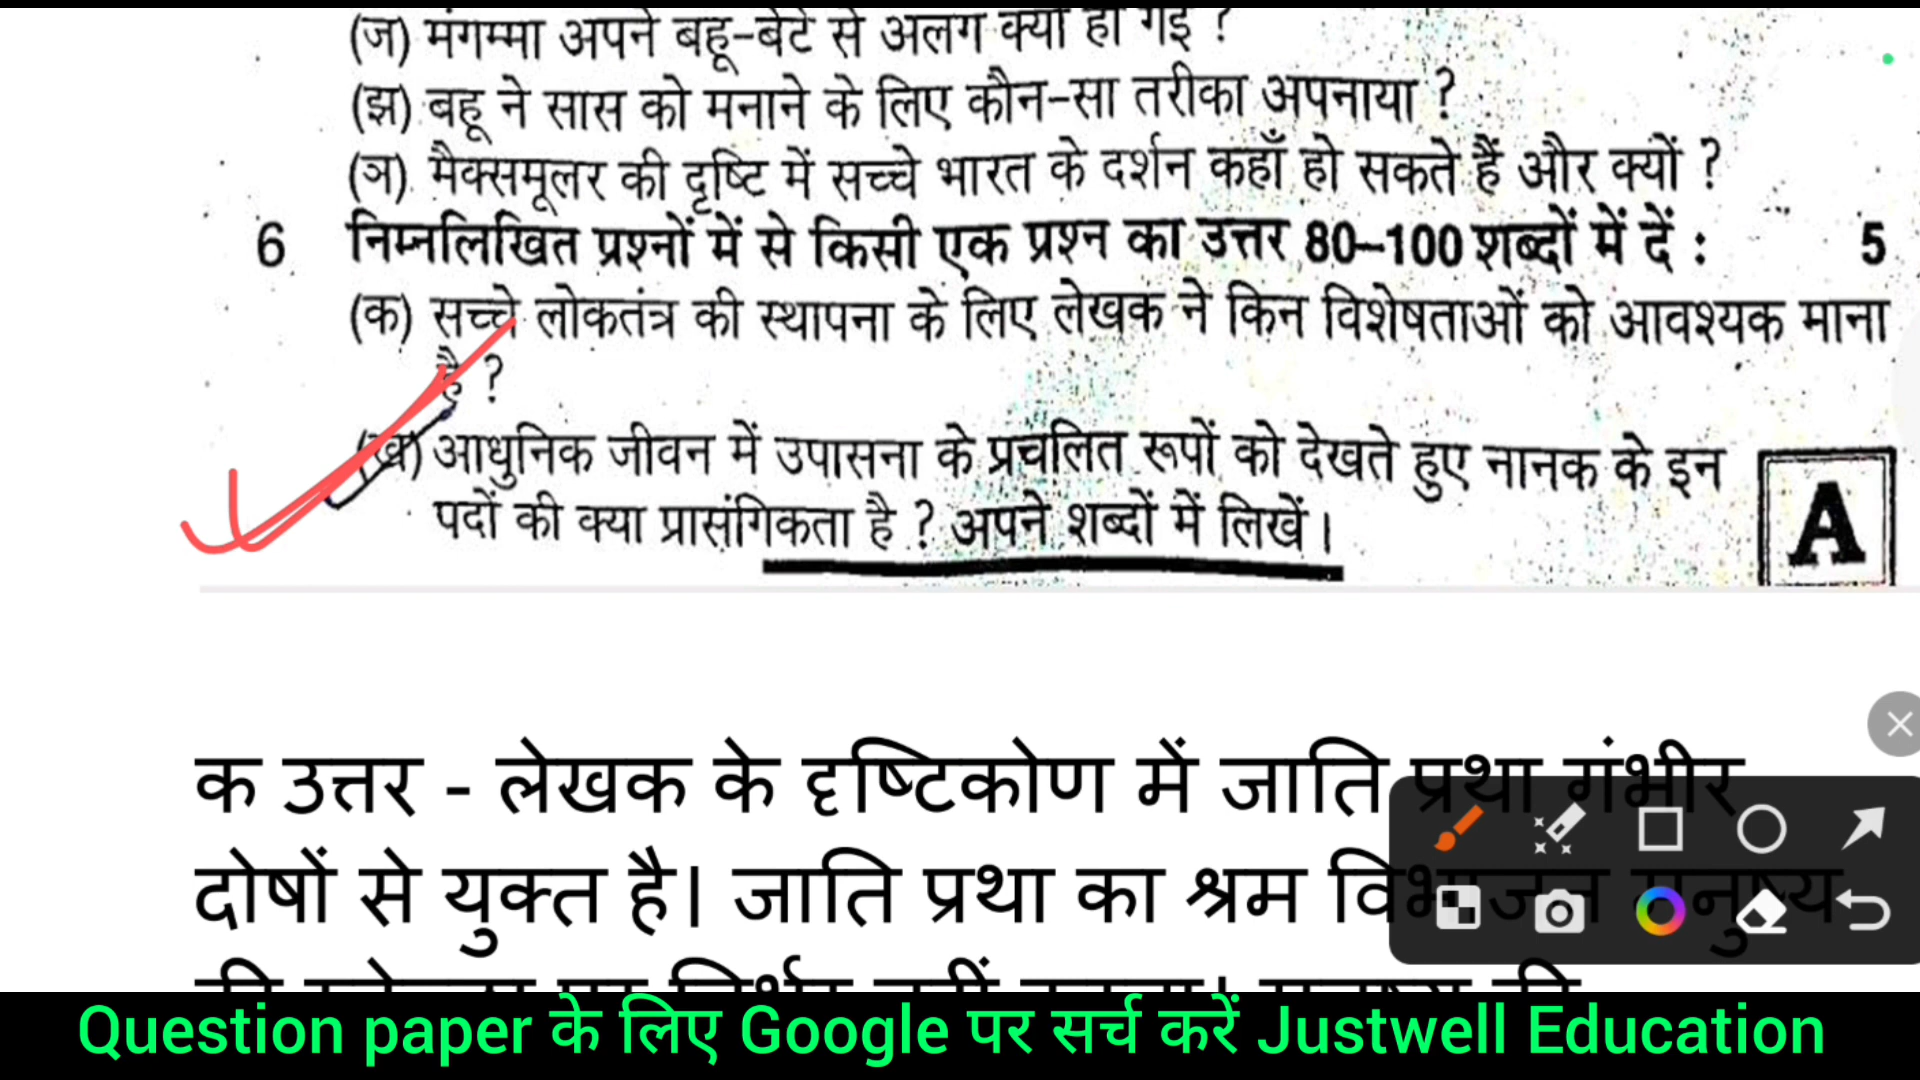 (ज) मंगम्मा अपने बहू-बेटे से अलग क्यों हो गई ?
(झ) बहू ने सास को मनाने के लिए कौन-सा तरीका अपनाया ?
(ञ) मैक्समूलर की दृष्टि में सच्चे भारत के दर्शन कहाँ हो सकते हैं और क्यों ?
6 निम्नलिखित प्रश्नों में से किसी एक प्रश्न का उत्तर 80–100 शब्दों में दें : 5
(क) सच्चे लोकतंत्र की स्थापना के लिए लेखक ने किन विशेषताओं को आवश्यक माना
है ?
(ख) आधुनिक जीवन में उपासना के प्रचलित रूपों को देखते हुए नानक के इन
पदों की क्या प्रासंगिकता है ? अपने शब्दों में लिखें।
A
क उत्तर - लेखक के दृष्टिकोण में जाति प्रथा गंभीर
दोषों से युक्त है। जाति प्रथा का श्रम विभाजन मनुष्य
Question paper के लिए Google पर सर्च करें Justwell Education